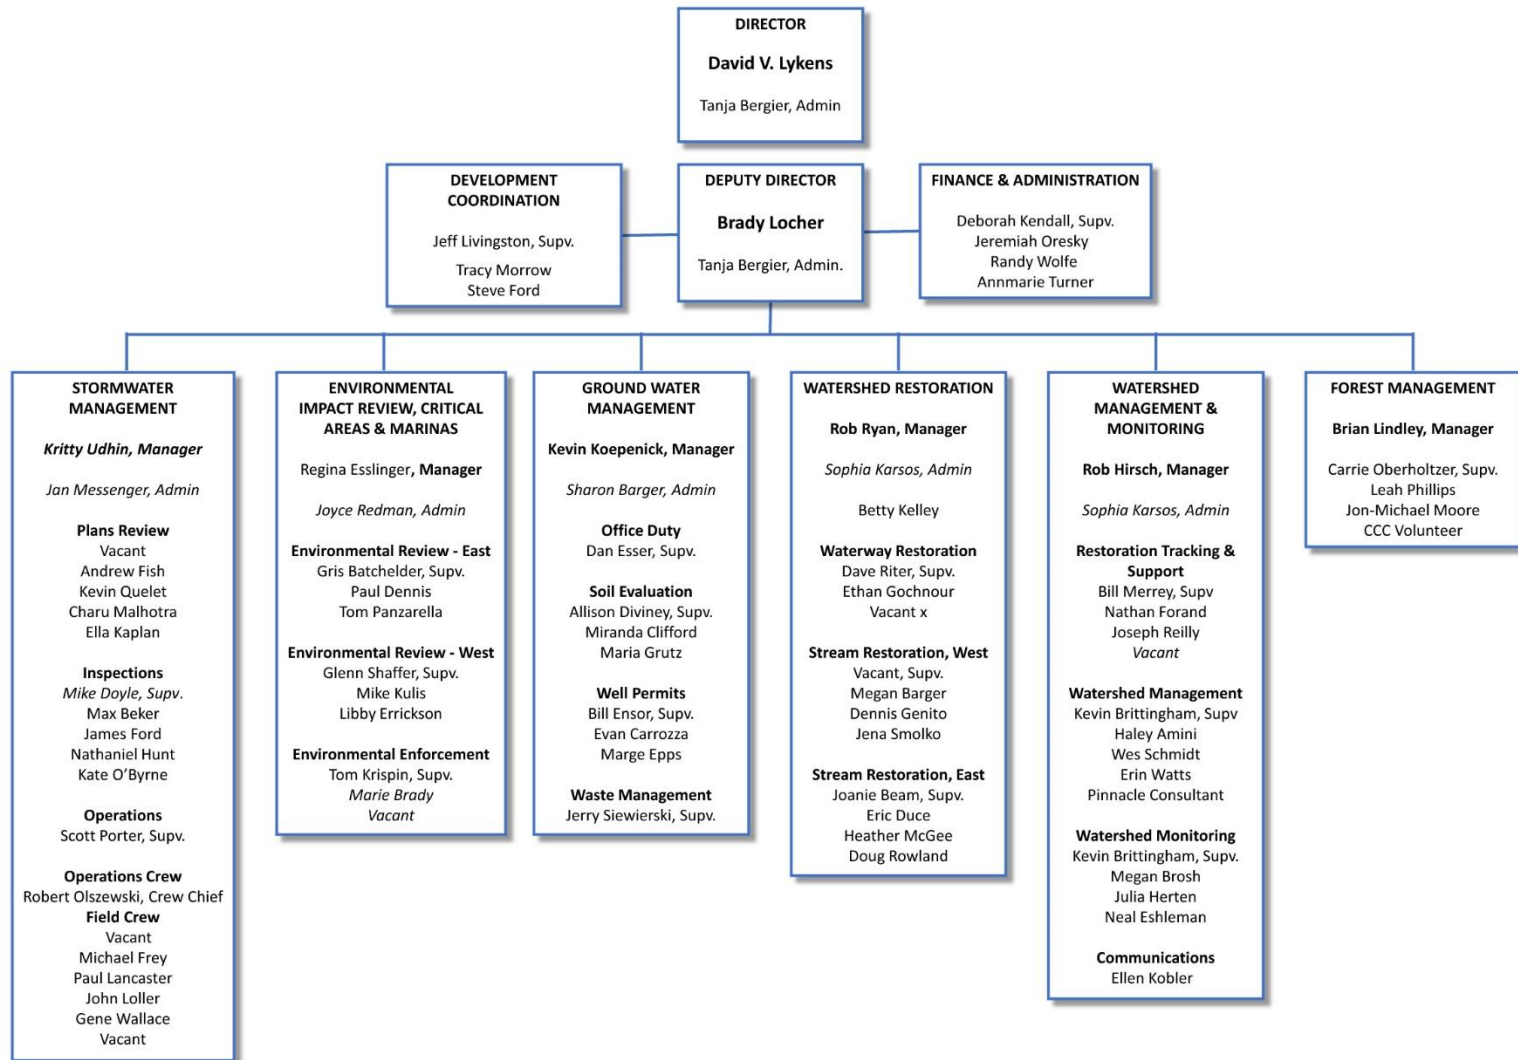 DIRECTOR
David V. Lykens
Tanja Bergier, Admin
DEVELOPMENT
COORDINATION
Jeff Livingston, Supv.
Tracy Morrow
Steve Ford
DEPUTY DIRECTOR
Brady Locher
Tanja Bergier, Admin.
FINANCE & ADMINISTRATION
Deborah Kendall, Supv.
Jeremiah Oresky
Randy Wolfe
Annmarie Turner
STORMWATER
MANAGEMENT
Kritty Udhin, Manager
Jan Messenger, Admin
Plans Review
Vacant
Andrew Fish
Kevin Quelet
Charu Malhotra
Ella Kaplan
Inspections
Mike Doyle, Supv.
Max Beker
James Ford
Nathaniel Hunt
Kate O’Byrne
Operations
Scott Porter, Supv.
Operations Crew
Robert Olszewski, Crew Chief
Field Crew
Vacant
Michael Frey
Paul Lancaster
John Loller
Gene Wallace
Vacant
ENVIRONMENTAL
IMPACT REVIEW, CRITICAL
AREAS & MARINAS
Regina Esslinger, Manager
Joyce Redman, Admin
Environmental Review - East
Gris Batchelder, Supv.
Paul Dennis
Tom Panzarella
Environmental Review - West
Glenn Shaffer, Supv.
Mike Kulis
Libby Errickson
Environmental Enforcement
Tom Krispin, Supv.
Marie Brady
Vacant
GROUND WATER
MANAGEMENT
Kevin Koepenick, Manager
Sharon Barger, Admin
Office Duty
Dan Esser, Supv.
Soil Evaluation
Allison Diviney, Supv.
Miranda Clifford
Maria Grutz
Well Permits
Bill Ensor, Supv.
Evan Carrozza
Marge Epps
Waste Management
Jerry Siewierski, Supv.
WATERSHED RESTORATION
Rob Ryan, Manager
Sophia Karsos, Admin
Betty Kelley
Waterway Restoration
Dave Riter, Supv.
Ethan Gochnour
Vacant x
Stream Restoration, West
Vacant, Supv.
Megan Barger
Dennis Genito
Jena Smolko
Stream Restoration, East
Joanie Beam, Supv.
Eric Duce
Heather McGee
Doug Rowland
WATERSHED
MANAGEMENT &
MONITORING
Rob Hirsch, Manager
Sophia Karsos, Admin
Restoration Tracking &
Support
Bill Merrey, Supv
Nathan Forand
Joseph Reilly
Vacant
Watershed Management
Kevin Brittingham, Supv
Haley Amini
Wes Schmidt
Erin Watts
Pinnacle Consultant
Watershed Monitoring
Kevin Brittingham, Supv.
Megan Brosh
Julia Herten
Neal Eshleman
Communications
Ellen Kobler
FOREST MANAGEMENT
Brian Lindley, Manager
Carrie Oberholtzer, Supv.
Leah Phillips
Jon-Michael Moore
CCC Volunteer